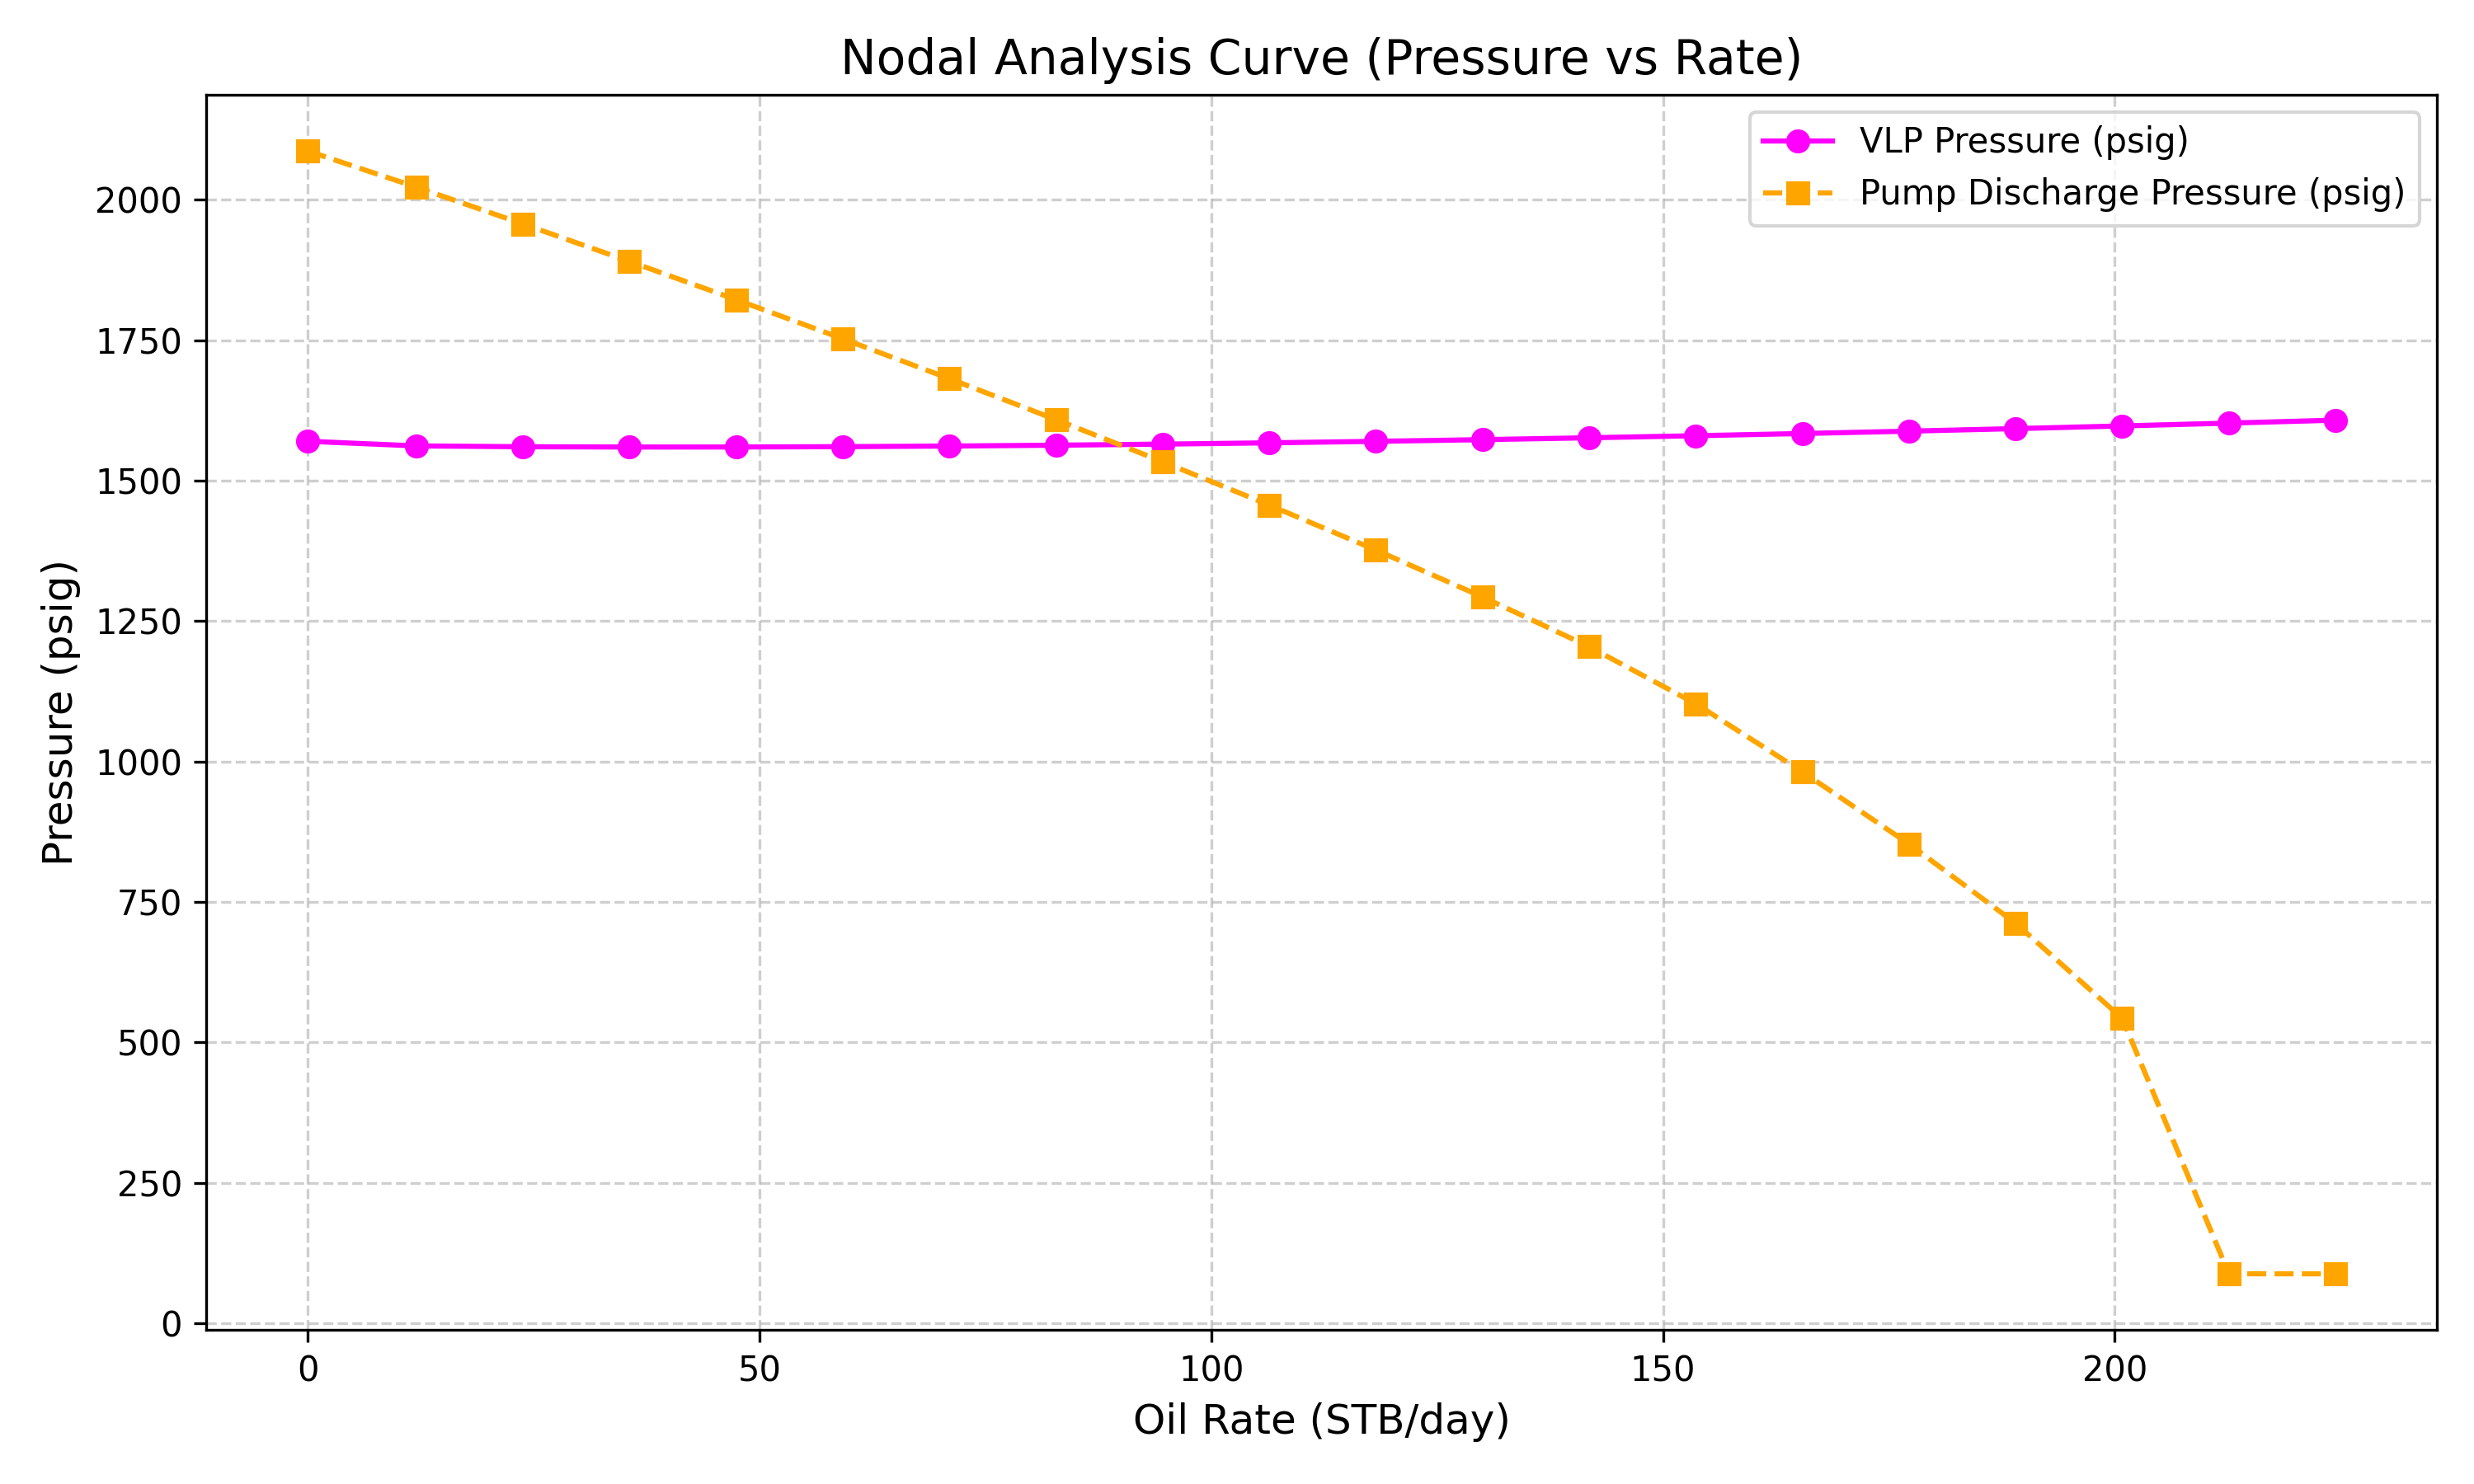 Nodal Analysis Curve (Pressure vs Rate)
VLP Pressure (psig)
Pump Discharge Pressure (psig)
Pressure (psig)
2000
1750
1500
1250
1000
750
500
250
0
0 50 100 150 200
Oil Rate (STB/day)